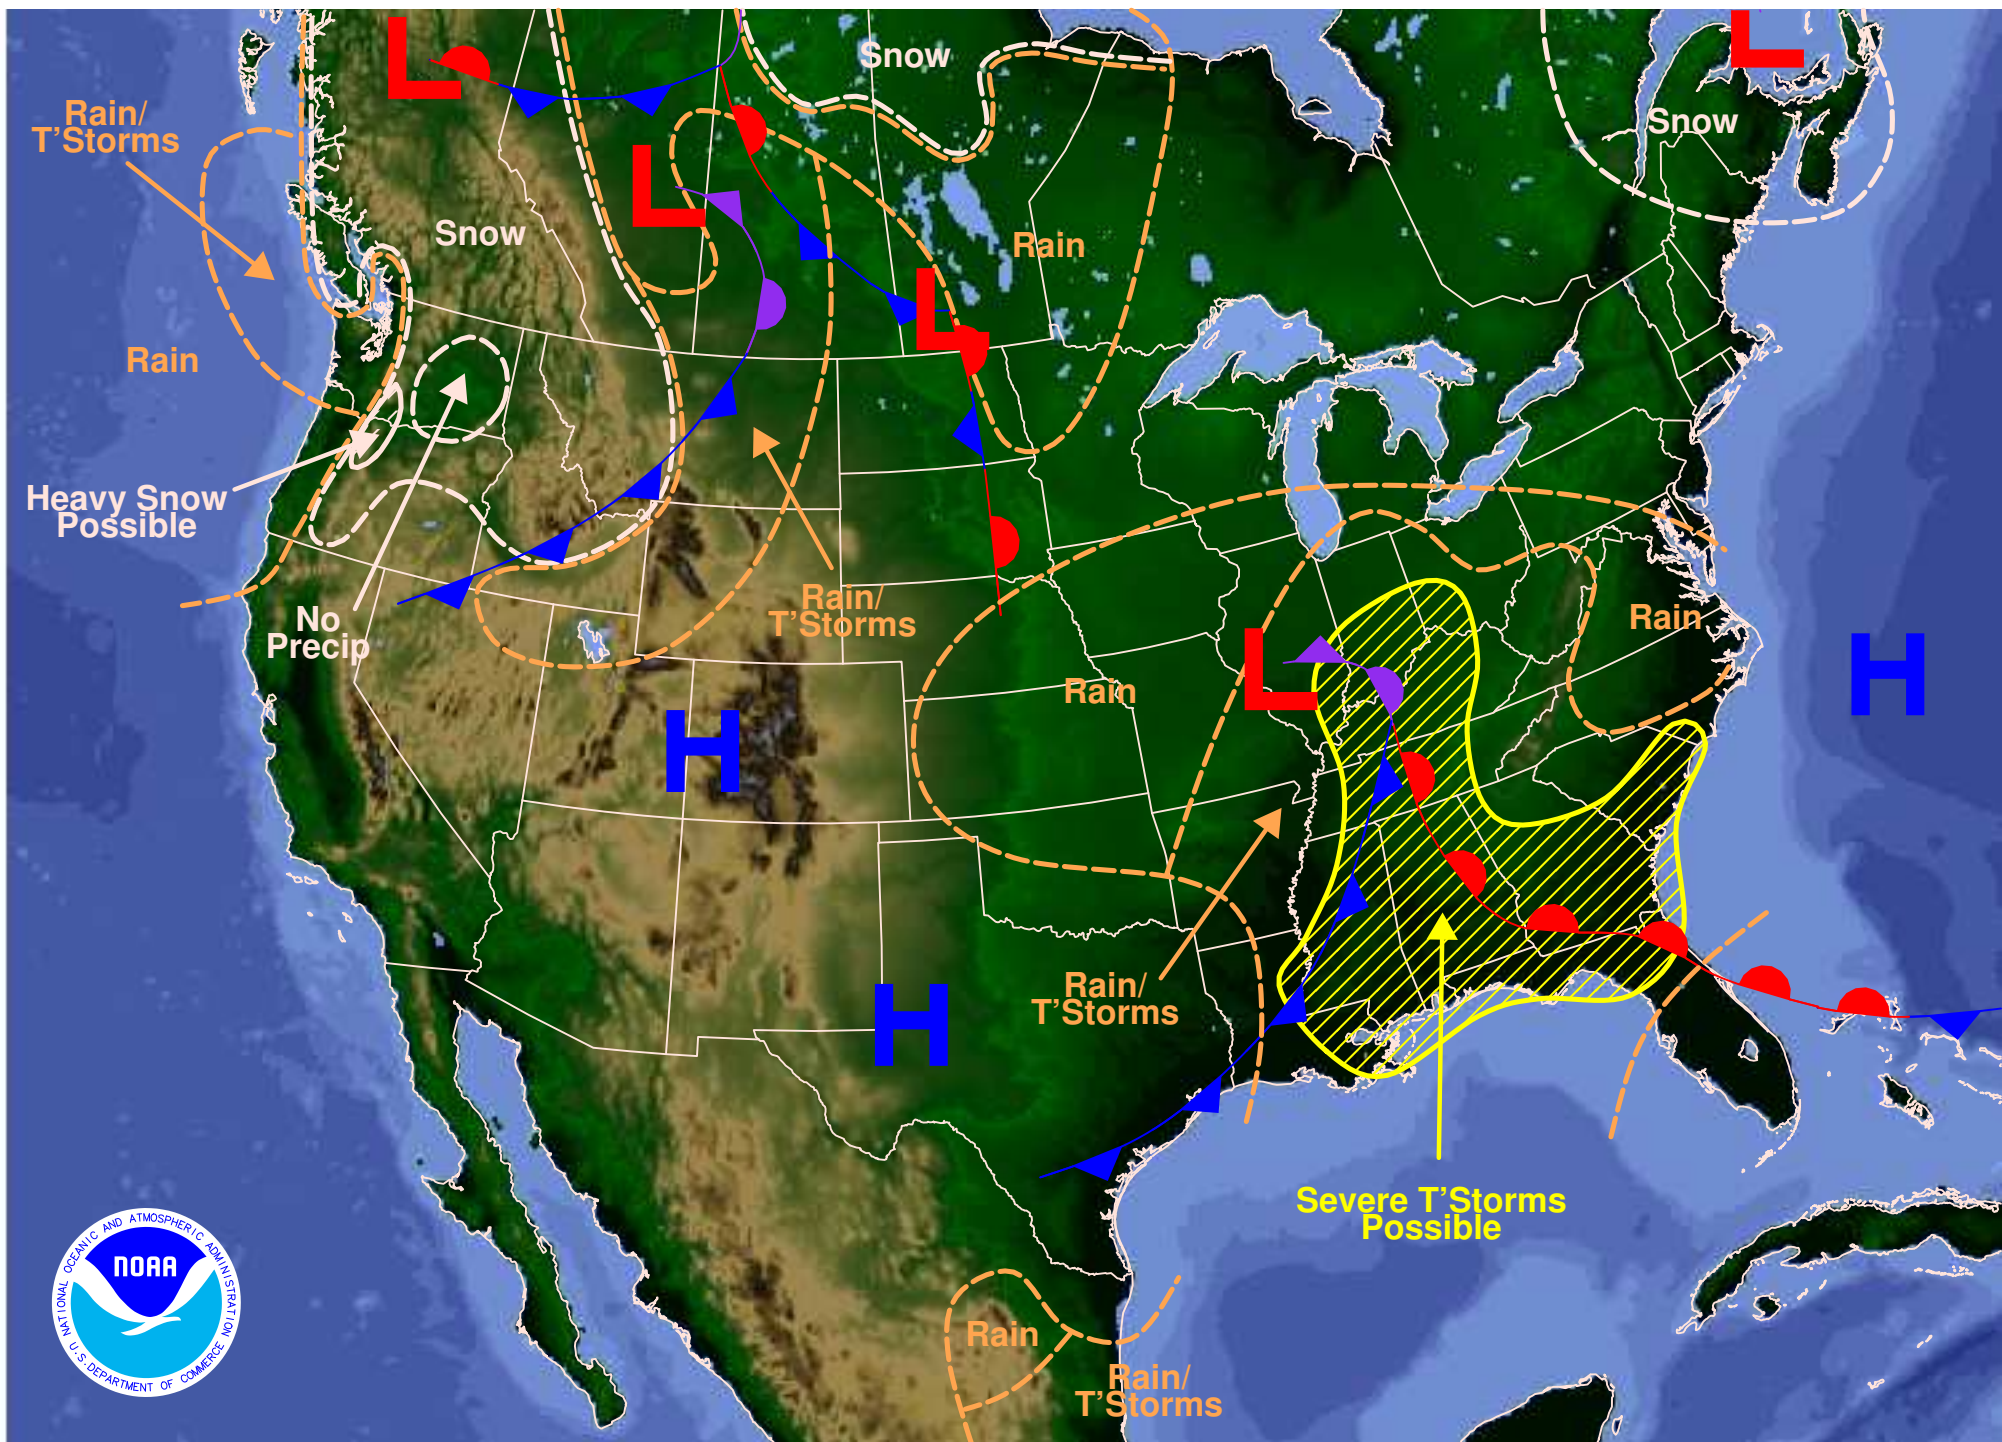 L
L
Snow
Snow
Rain/
T'Storms
L
Snow
Rain
L
Rain
Heavy Snow
Possible
No
Precip
Rain/
T'Storms
Rain
L
Rain
H
H
H
Rain/
T'Storms
Severe T'Storms
Possible
Rain
Rain/
T'Storms
NATIONAL OCEANIC AND ATMOSPHERIC ADMINISTRATION
NOAA
U.S. DEPARTMENT OF COMMERCE